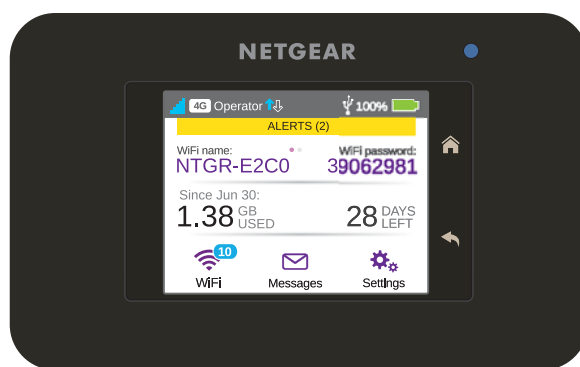 NETGEAR
4G Operator 100%
ALERTS (2)
WiFi name: WiFi password:
NTGR-E2C0 39062981
Since Jun 30:
1.38 GB USED 28 DAYS LEFT
10
WiFi Messages Settings